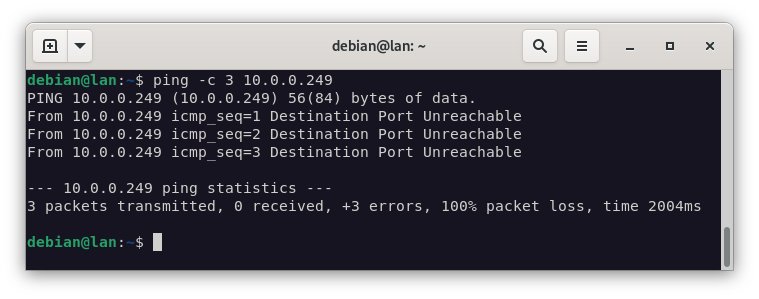 debian@lan: ~
debian@lan:~$ ping -c 3 10.0.0.249
PING 10.0.0.249 (10.0.0.249) 56(84) bytes of data.
From 10.0.0.249 icmp_seq=1 Destination Port Unreachable
From 10.0.0.249 icmp_seq=2 Destination Port Unreachable
From 10.0.0.249 icmp_seq=3 Destination Port Unreachable
--- 10.0.0.249 ping statistics ---
3 packets transmitted, 0 received, +3 errors, 100% packet loss, time 2004ms
debian@lan:~$